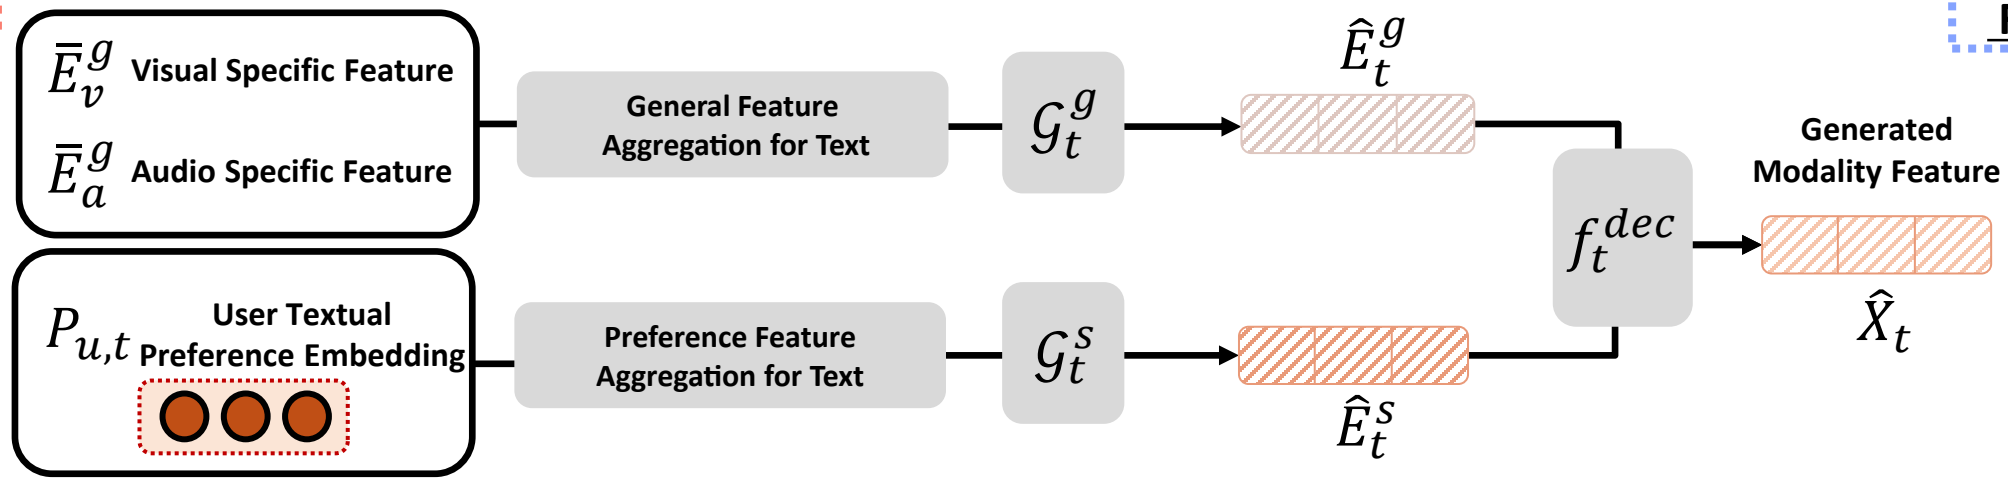 Ē_v^g Visual Specific Feature
Ē_a^g Audio Specific Feature
General Feature
Aggregation for Text
𝒢_t^g
Ê_t^g
P_{u,t} User Textual
Preference Embedding
Preference Feature
Aggregation for Text
𝒢_t^s
Ê_t^s
f_t^{dec}
Generated
Modality Feature
X̂_t